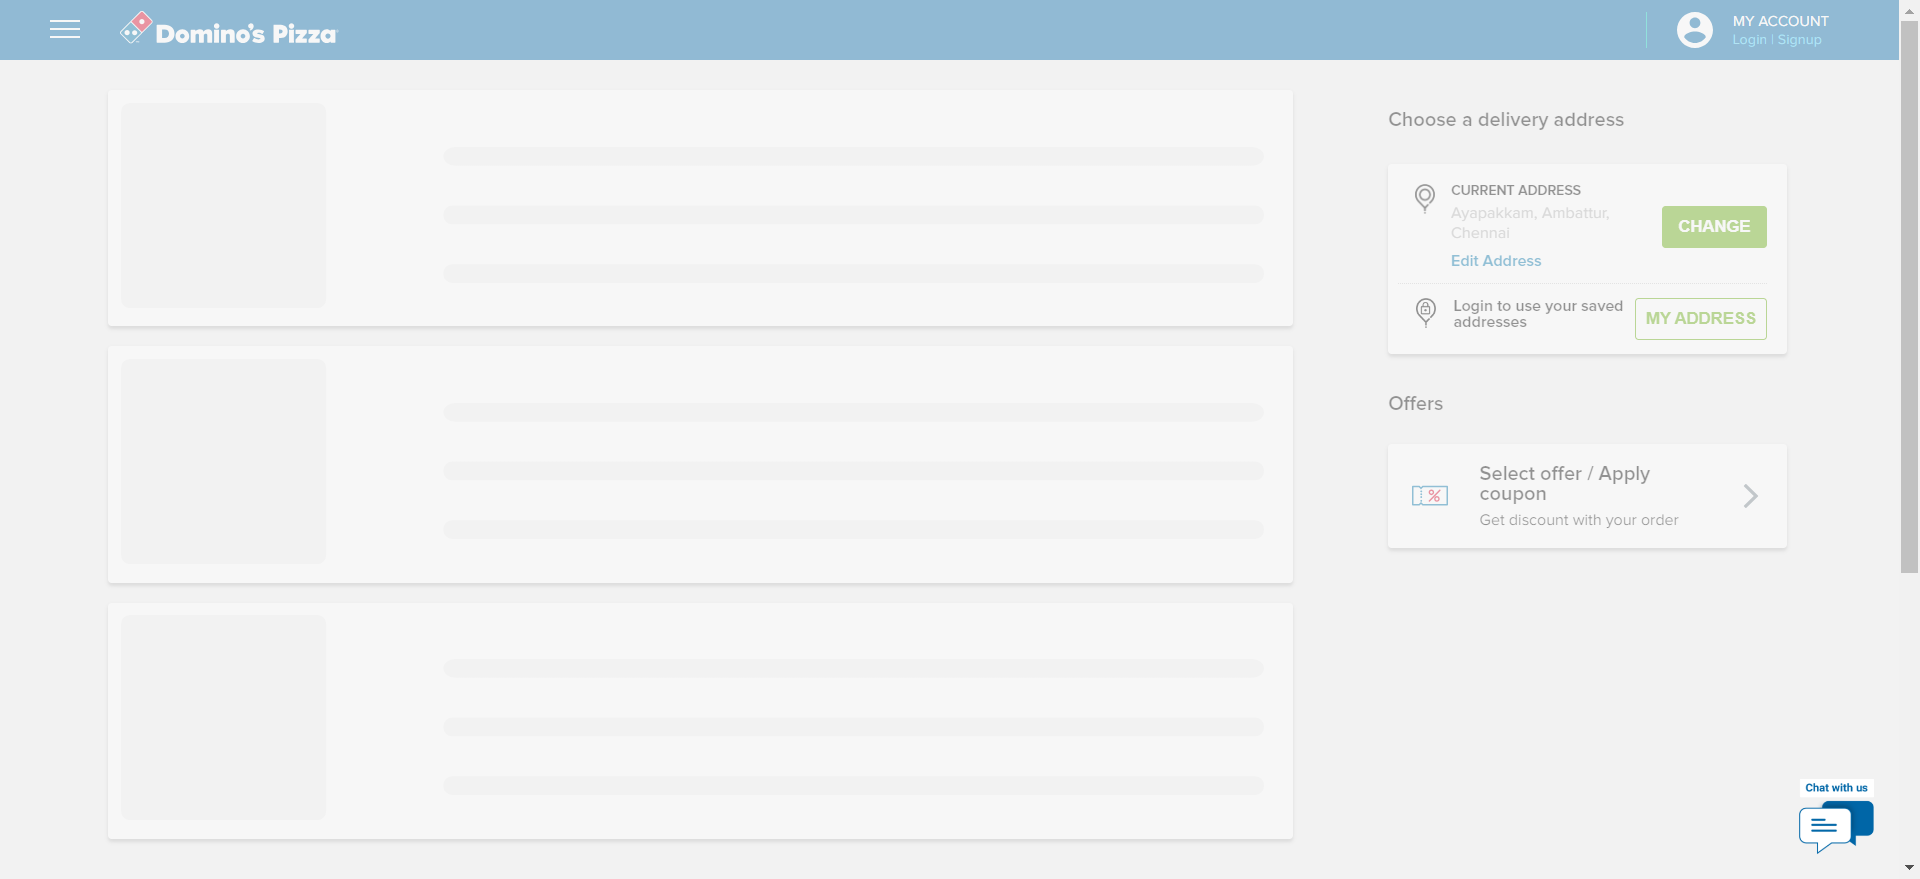 Domino's Pizza
MY ACCOUNT
Login | Signup
Choose a delivery address
CURRENT ADDRESS
Ayapakkam, Ambattur,
Chennai
CHANGE
Edit Address
Login to use your saved
addresses
MY ADDRESS
Offers
Select offer / Apply
coupon
Get discount with your order
Chat with us